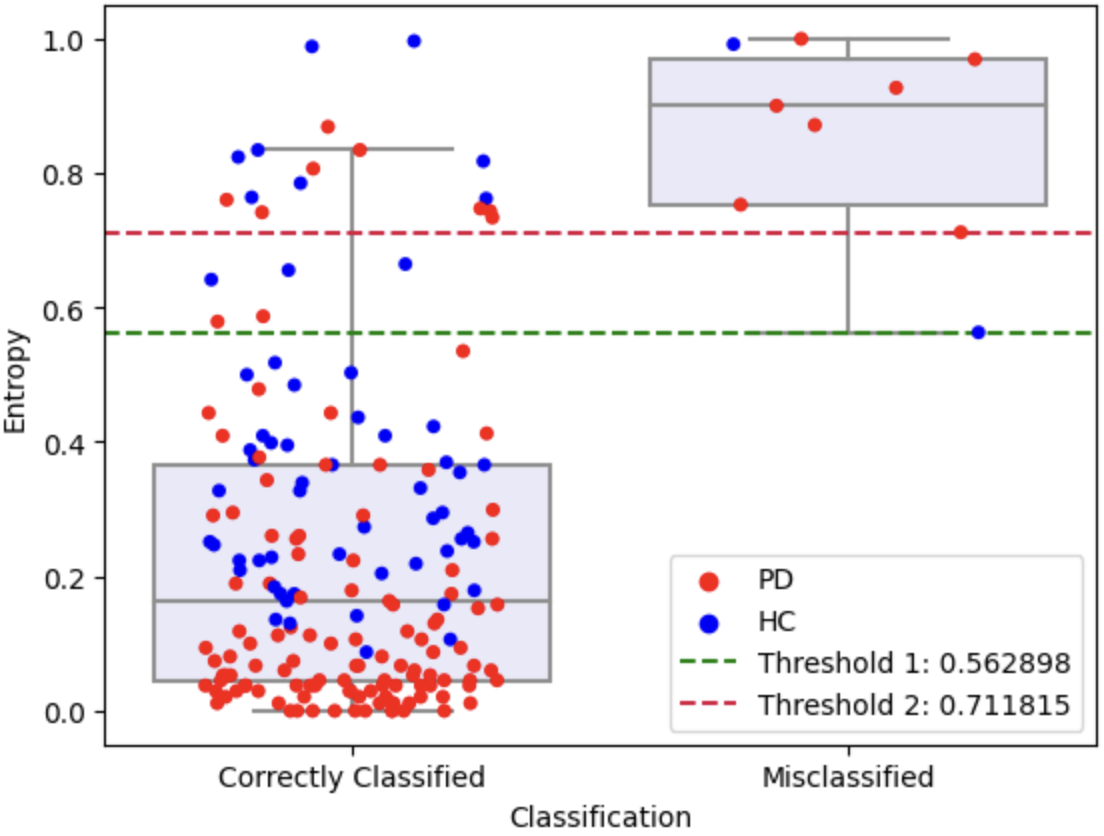 Entropy
1.0
0.8
0.6
0.4
0.2
0.0
PD
HC
Threshold 1: 0.562898
Threshold 2: 0.711815
Correctly Classified
Misclassified
Classification